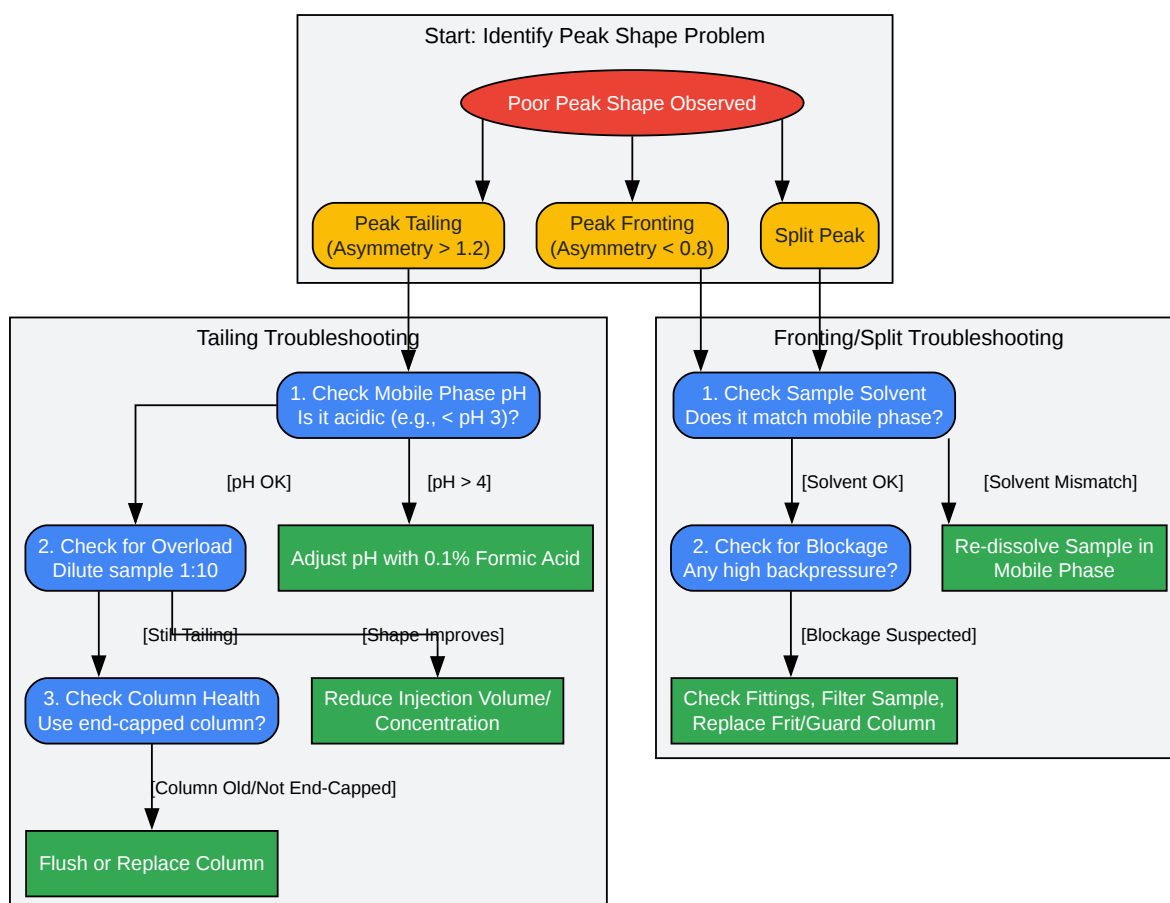 Start: Identify Peak Shape Problem
Poor Peak Shape Observed
Peak Tailing
(Asymmetry > 1.2)
Peak Fronting
(Asymmetry < 0.8)
Split Peak
Tailing Troubleshooting
1. Check Mobile Phase pH
Is it acidic (e.g., < pH 3)?
[pH OK]
[pH > 4]
2. Check for Overload
Dilute sample 1:10
Adjust pH with 0.1% Formic Acid
[Still Tailing]
[Shape Improves]
3. Check Column Health
Use end-capped column?
Reduce Injection Volume/
Concentration
[Column Old/Not End-Capped]
Flush or Replace Column
Fronting/Split Troubleshooting
1. Check Sample Solvent
Does it match mobile phase?
[Solvent OK]
[Solvent Mismatch]
2. Check for Blockage
Any high backpressure?
Re-dissolve Sample in
Mobile Phase
[Blockage Suspected]
Check Fittings, Filter Sample,
Replace Frit/Guard Column